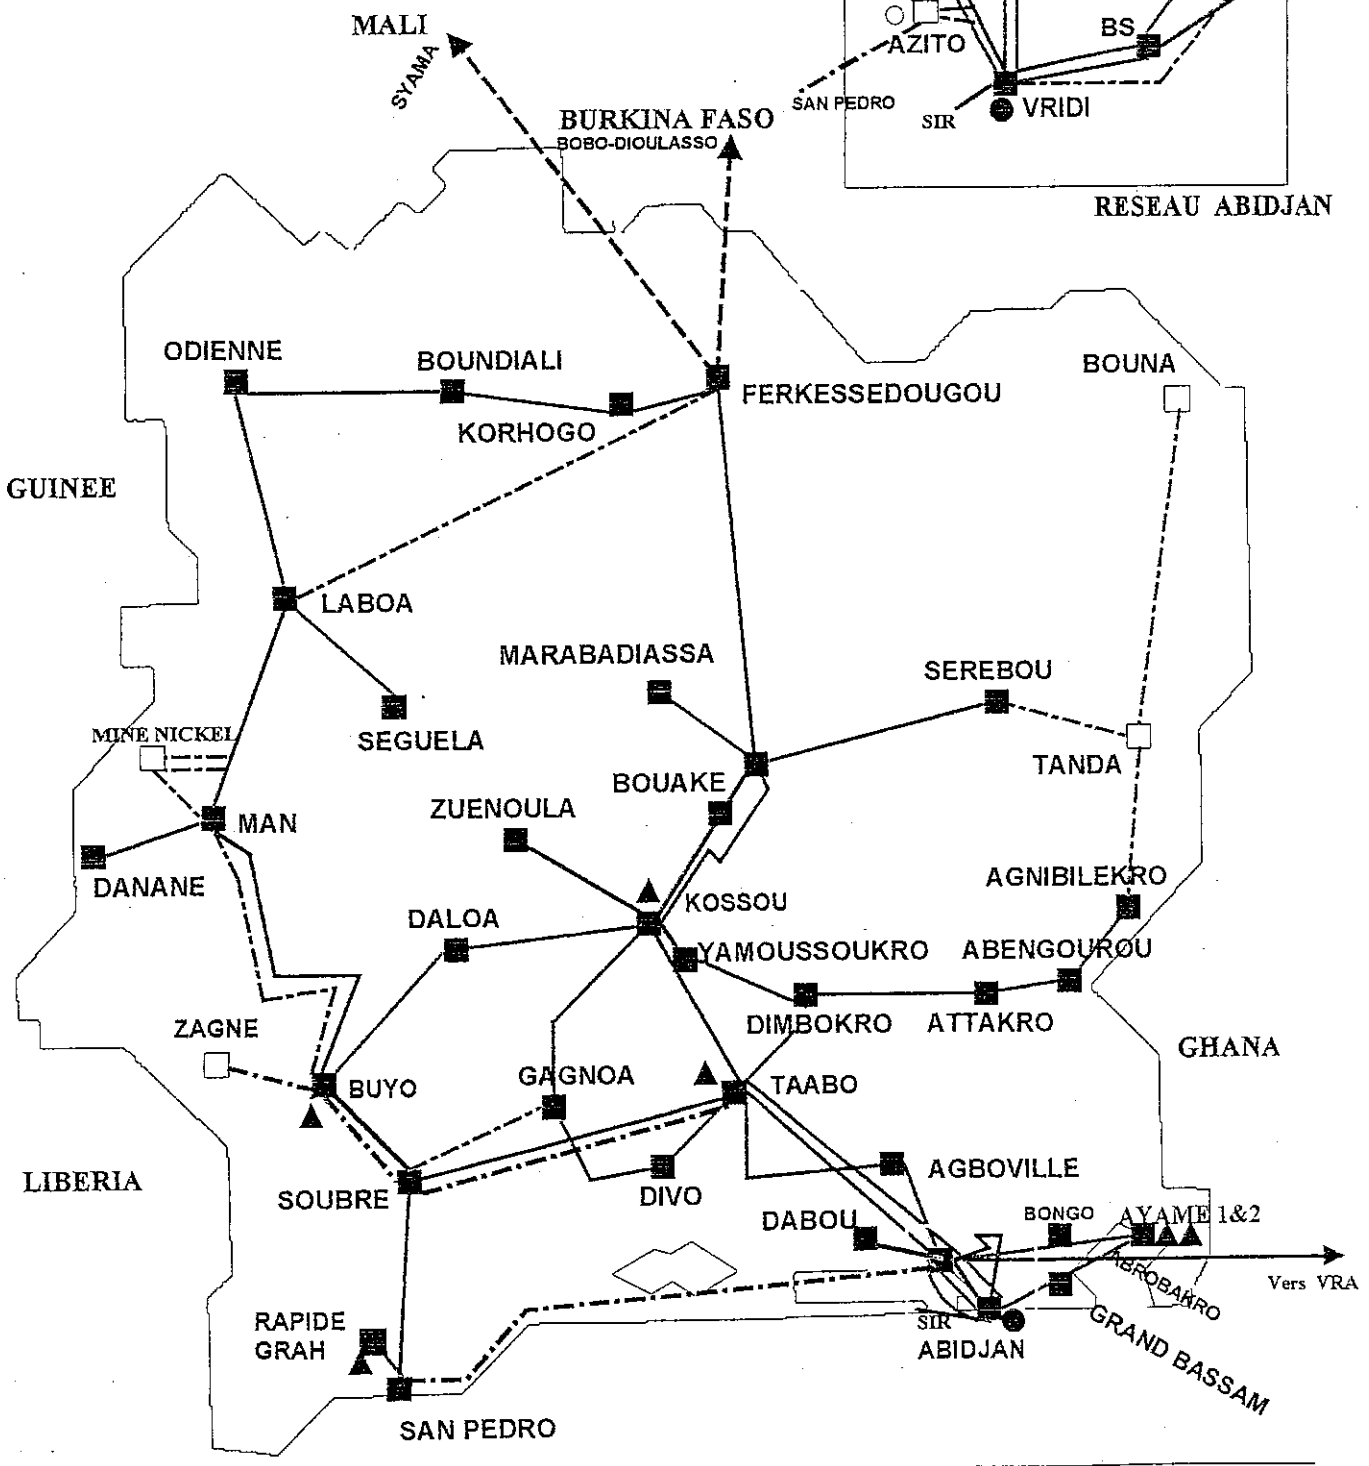 MALI
SYAMA
AZITO
BS
SAN PEDRO
SIR
VRIDI
BURKINA FASO
BOBO-DIOULASSO
RESEAU ABIDJAN
ODIENNE
BOUNDIALI
BOUNA
FERKESSEDOUGOU
KORHOGO
GUINEE
LABOA
MARABADIASSA
SEREBOU
SEGUELA
MINE NICKEL
TANDA
BOUAKE
ZUENOULA
MAN
DANANE
AGNIBILEKRO
KOSSOU
DALOA
YAMOUSSOUKRO
ABENGOUROU
DIMBOKRO
ATTAKRO
ZAGNE
GHANA
BUYO
GAGNOA
TAABO
LIBERIA
SOUBRE
DIVO
AGBOVILLE
DABOU
BONGO
AYAME 1&2
ABROBAKRO
Vers VRA
RAPIDE
GRAH
SIR
ABIDJAN
GRAND BASSAM
SAN PEDRO